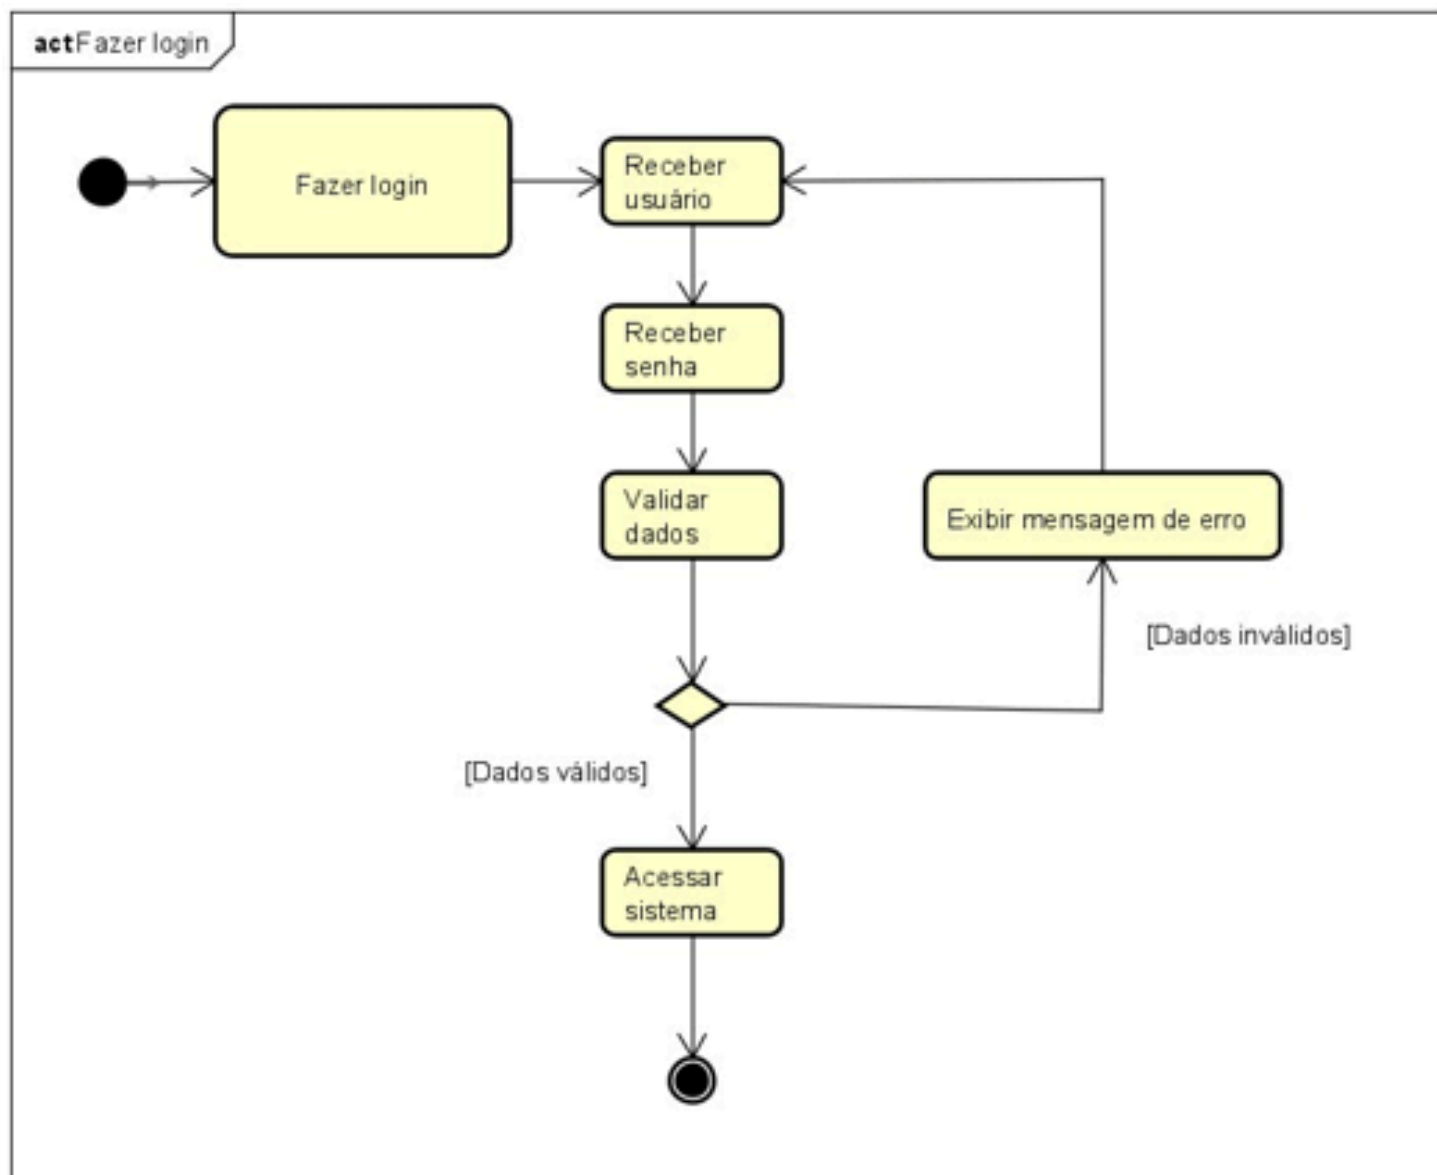 actFazer login
Fazer login
Receber
usuário
Receber
senha
Validar
dados
Exibir mensagem de erro
[Dados inválidos]
[Dados válidos]
Acessar
sistema